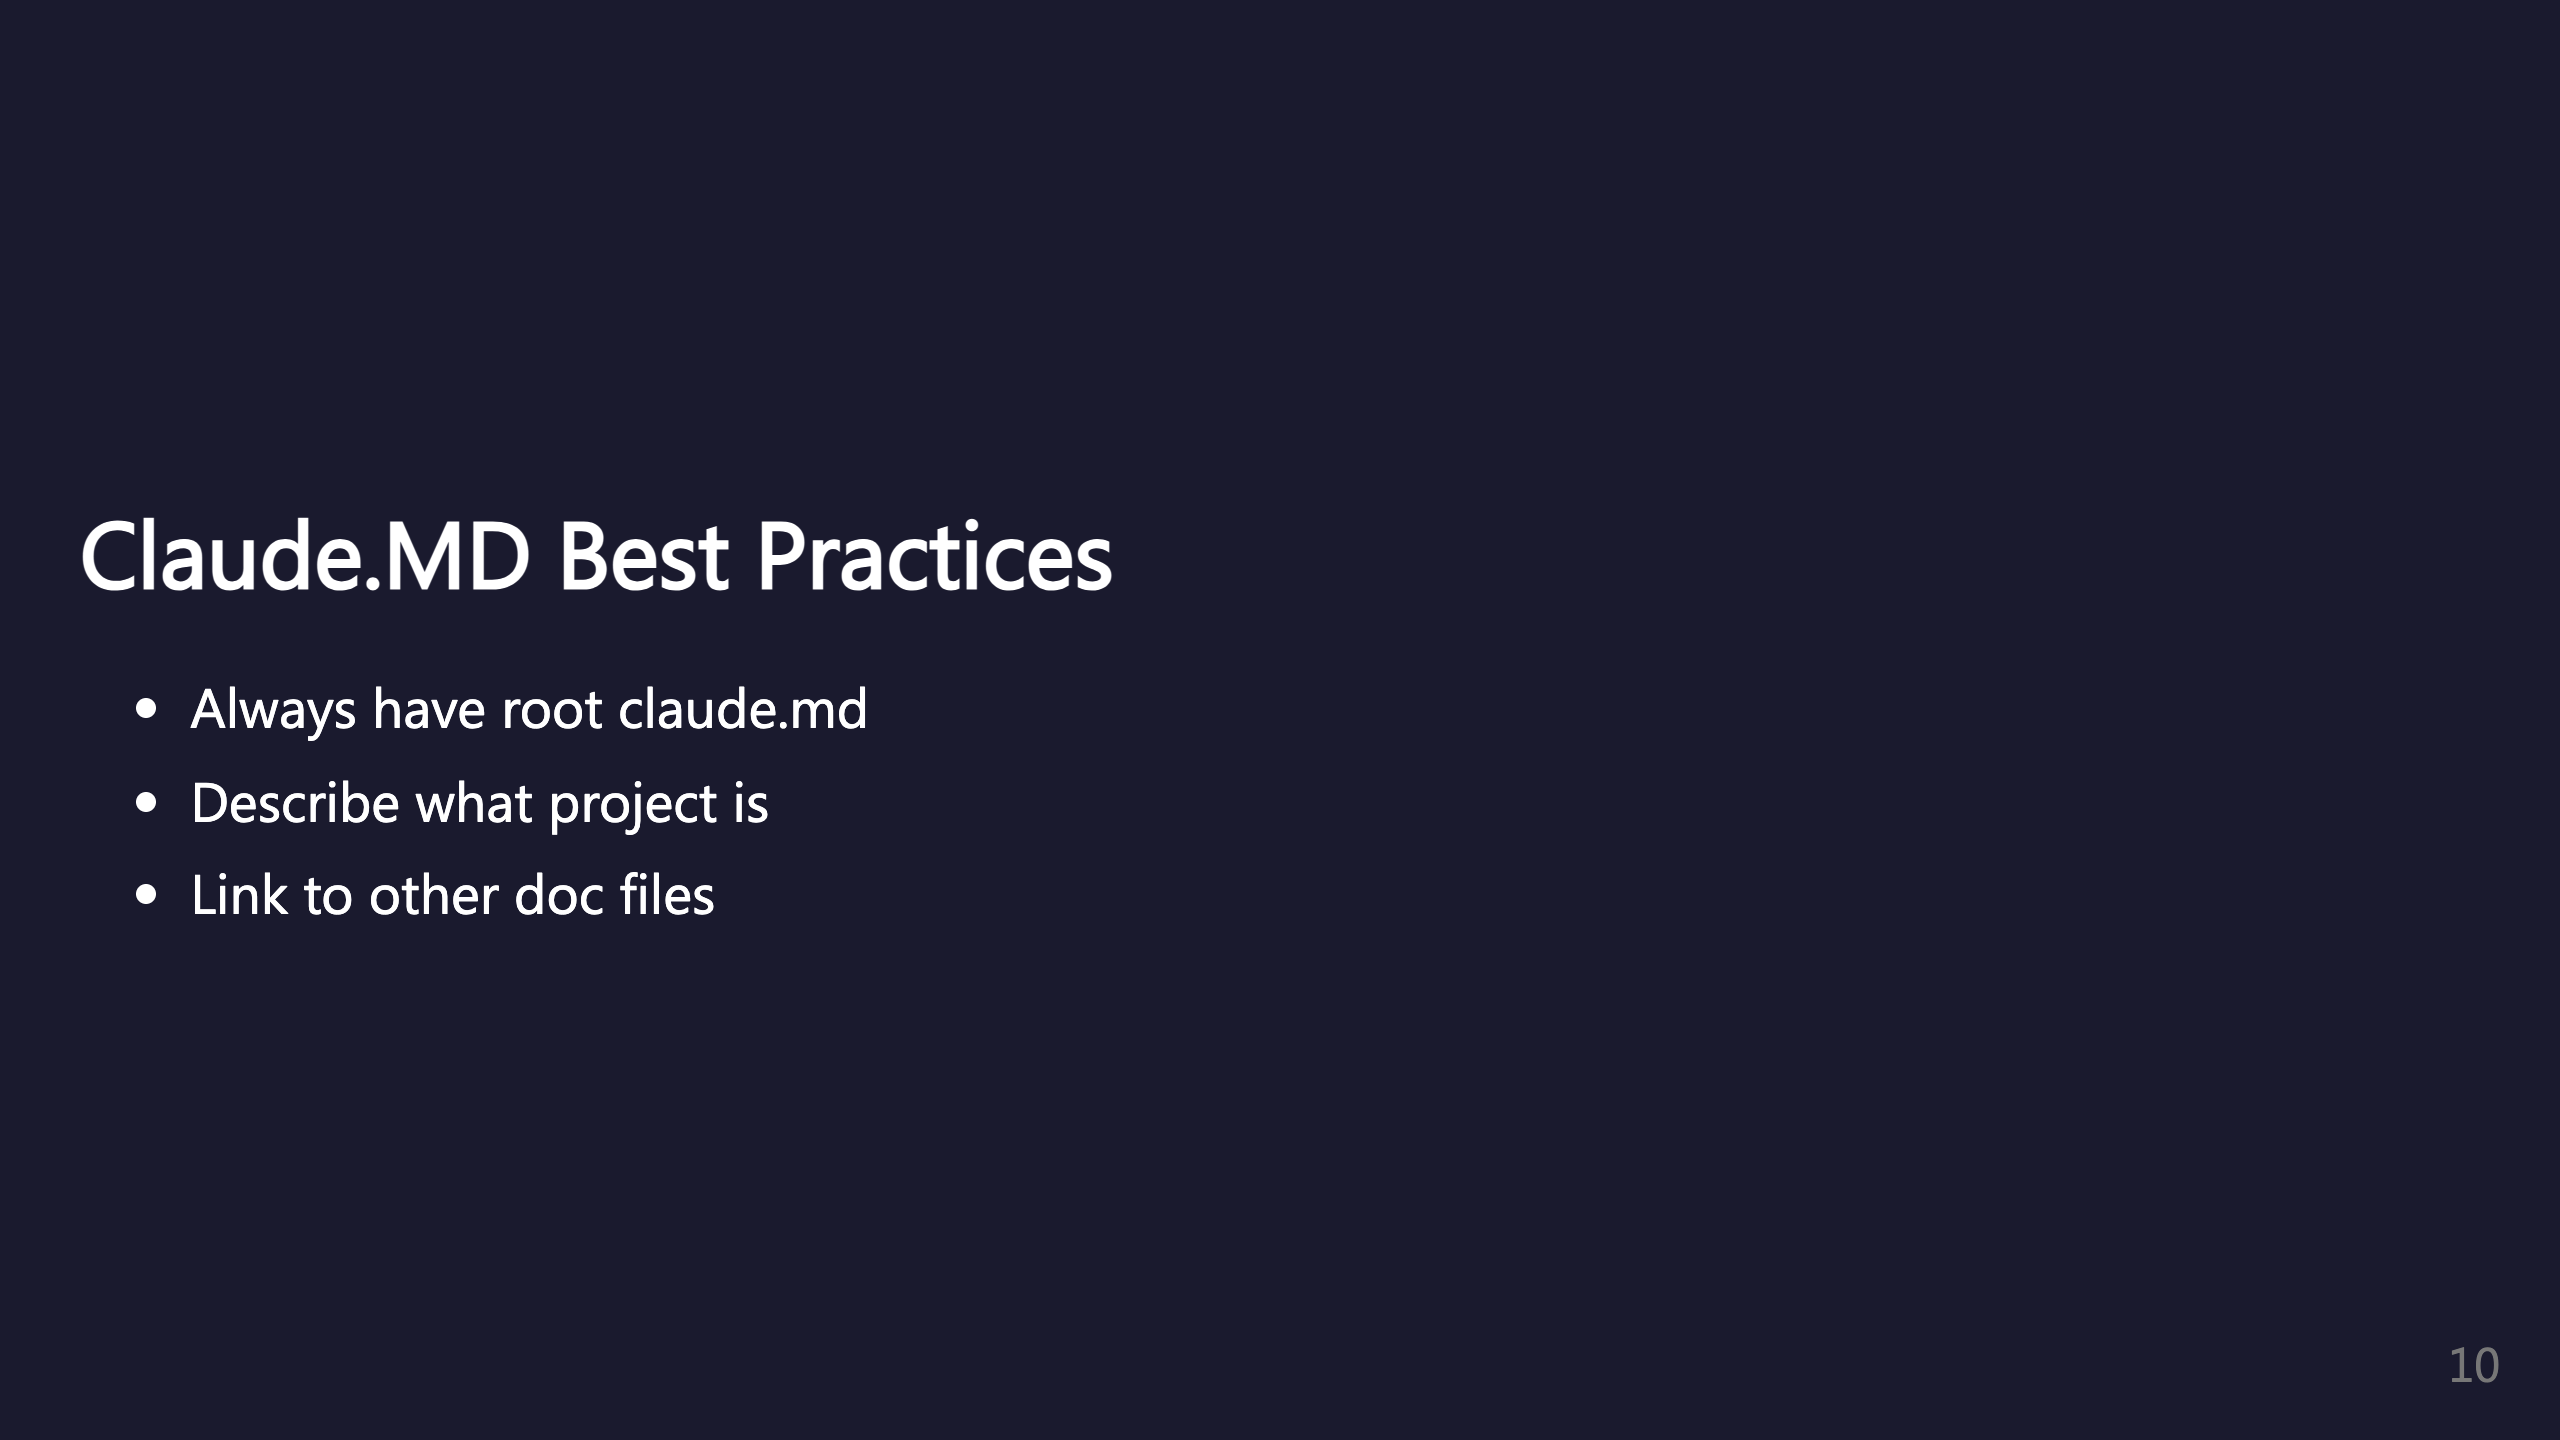 Claude.MD Best Practices
• Always have root claude.md
• Describe what project is
• Link to other doc files
10